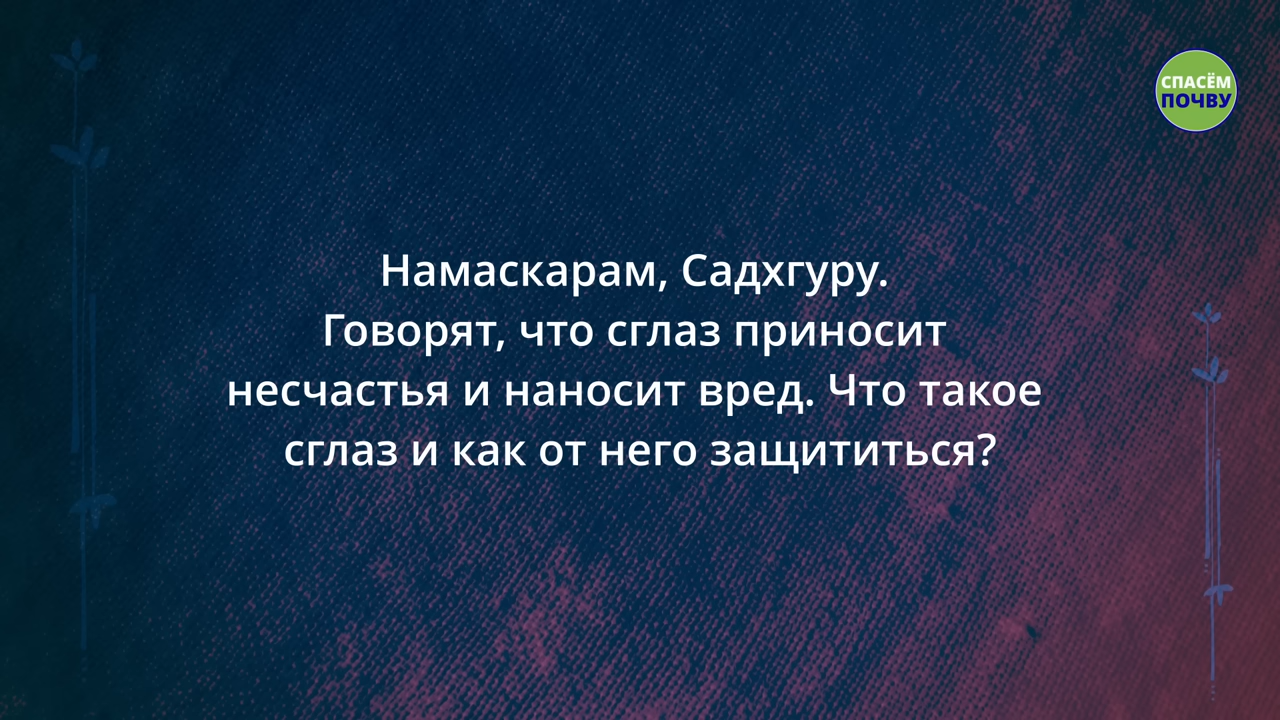 СПАСЁМ
ПОЧВУ
Намаскарам, Садхгуру.
Говорят, что сглаз приносит
несчастья и наносит вред. Что такое
сглаз и как от него защититься?